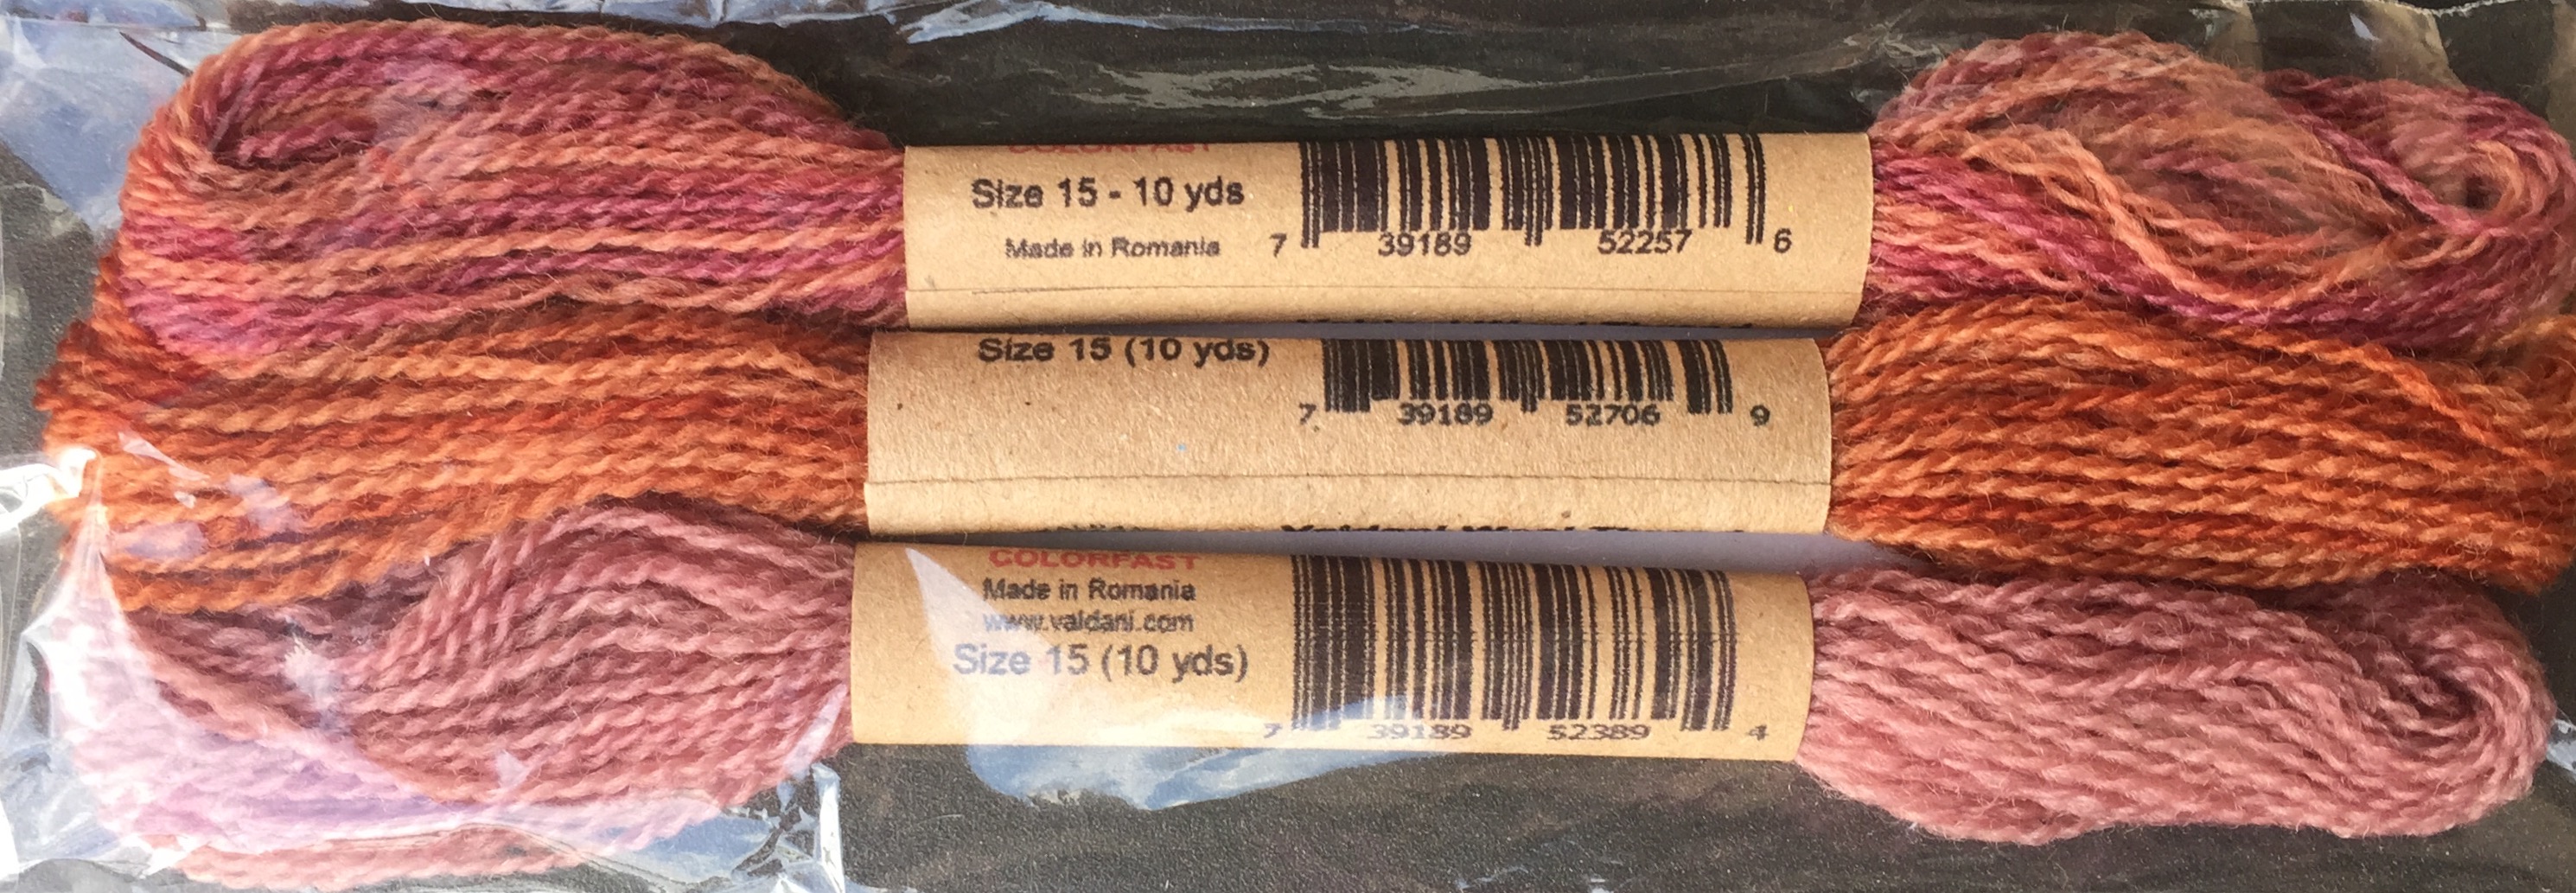 COLORFAST
Size 15 - 10 yds
Made in Romania
7 39189 52257 6
Size 15 (10 yds)
7 39189 52706 9
COLORFAST
Made in Romania
www.valdani.com
Size 15 (10 yds)
7 39189 52389 4